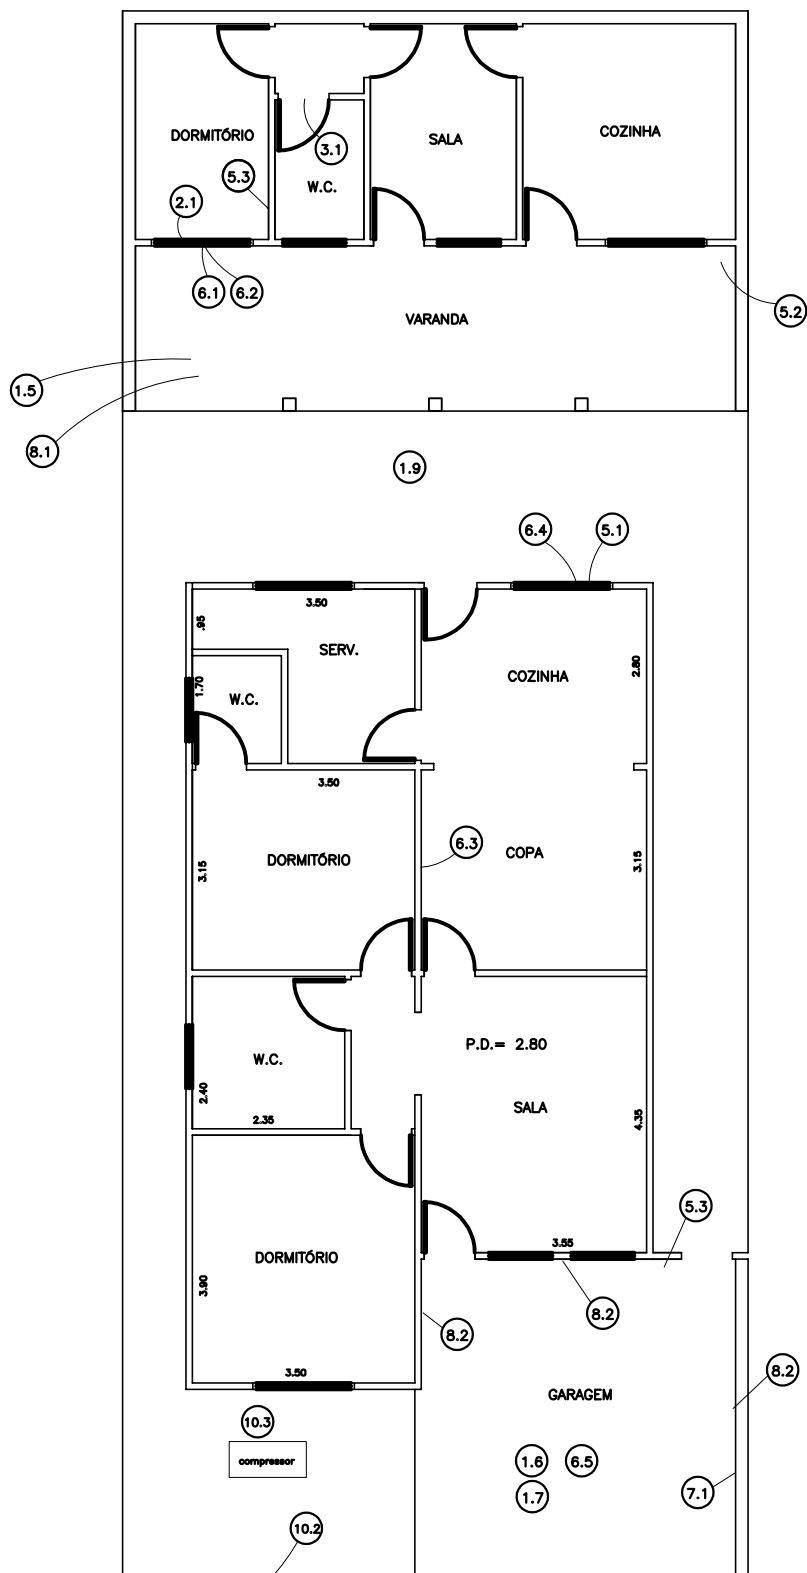 DORMITÓRIO
3.1
SALA
COZINHA
5.3
W.C.
2.1
6.1
6.2
5.2
VARANDA
1.5
8.1
1.9
6.4
5.1
3.50
.95
SERV.
2.80
COZINHA
1.70
W.C.
3.50
6.3
3.15
DORMITÓRIO
COPA
3.15
P.D.= 2.80
W.C.
2.40
SALA
2.35
4.35
5.3
3.55
DORMITÓRIO
3.90
8.2
8.2
3.50
8.2
GARAGEM
10.3
compressor
1.6
6.5
1.7
7.1
10.2